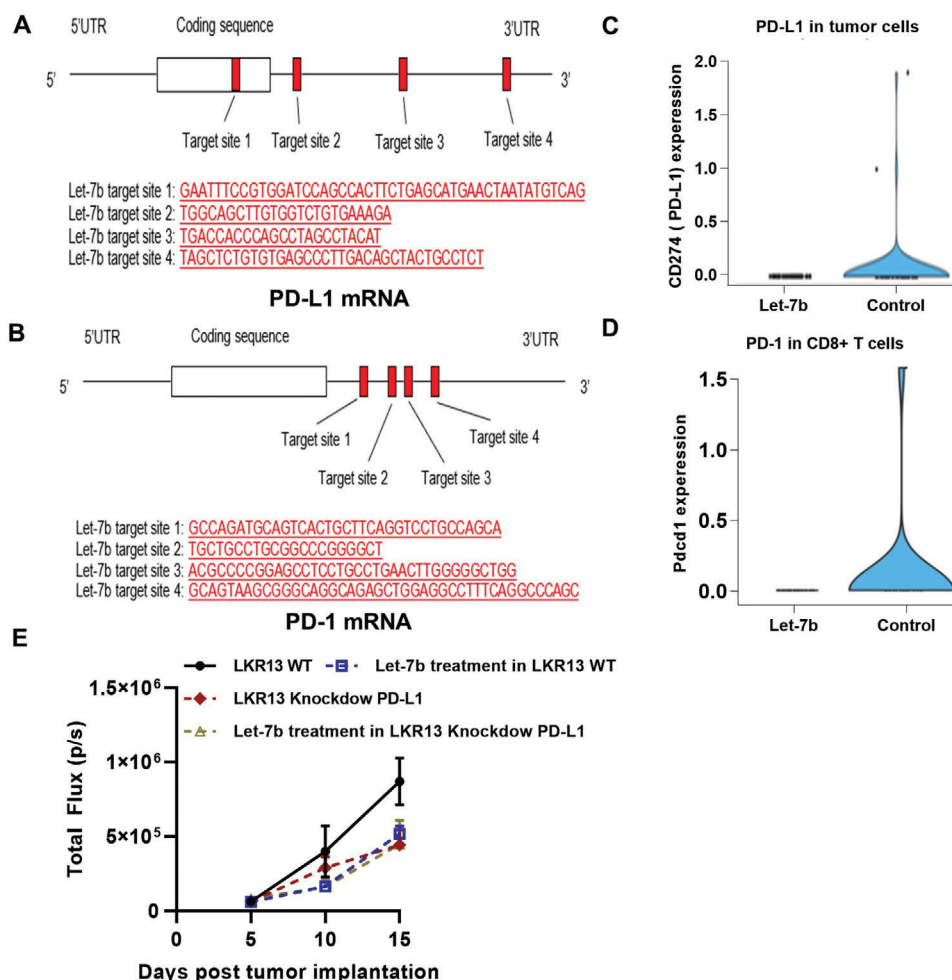 A
5'UTR
Coding sequence
3'UTR
5'
3'
Target site 1
Target site 2
Target site 3
Target site 4
Let-7b target site 1: GAATTTCCGTGGATCCAGCCACTTCTGAGCATGAACTAATATGTCAG
Let-7b target site 2: TGGCAGCTTGTGGTCTGTGAAAGA
Let-7b target site 3: TGACCACCCAGCCTAGCCTACAT
Let-7b target site 4: TAGCTCTGTGTGAGCCCTTGACAGCTACTGCCTCT
PD-L1 mRNA
B
5'UTR
Coding sequence
3'UTR
5'
3'
Target site 1
Target site 4
Target site 2
Target site 3
Let-7b target site 1: GCCAGATGCAGTCACTGCTTCAGGTCCTGCCAGCA
Let-7b target site 2: TGCTGCCTGCGGCCCGGGGCT
Let-7b target site 3: ACGCCCCGGAGCCTCCTGCCTGAACTTGGGGGCTGG
Let-7b target site 4: GCAGTAAGCGGGCAGGCAGAGCTGGAGGCCTTTCAGGCCCAGC
PD-1 mRNA
C
PD-L1 in tumor cells
CD274 ( PD-L1) experession
2.0
1.5
1.0
0.5
0.0
Let-7b
Control
D
PD-1 in CD8+ T cells
Pdcd1 experession
1.5
1.0
0.5
0.0
Let-7b
Control
E
LKR13 WT
Let-7b treatment in LKR13 WT
LKR13 Knockdow PD-L1
Let-7b treatment in LKR13 Knockdow PD-L1
Total Flux (p/s)
1.5×10⁶
1×10⁶
5×10⁵
0
0
5
10
15
Days post tumor implantation